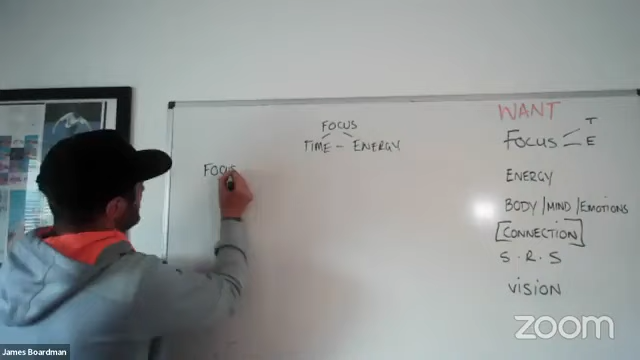 FOCUS
TIME - ENERGY
FOCUS
WANT
FOCUS T
E
ENERGY
BODY/MIND/EMOTIONS
[CONNECTION]
S.R.S
VISION
zoom
James Boardman